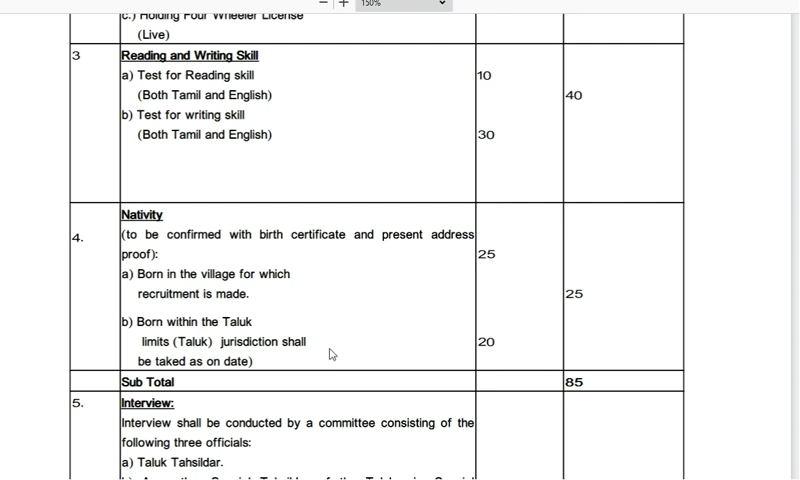 150%
c.) Holding Four Wheeler License
(Live)
3 Reading and Writing Skill
a) Test for Reading skill 10
(Both Tamil and English) 40
b) Test for writing skill
(Both Tamil and English) 30
Nativity
4. (to be confirmed with birth certificate and present address
proof): 25
a) Born in the village for which
recruitment is made. 25
b) Born within the Taluk
limits (Taluk) jurisdiction shall 20
be taked as on date)
Sub Total 85
5. Interview:
Interview shall be conducted by a committee consisting of the
following three officials:
a) Taluk Tahsildar.